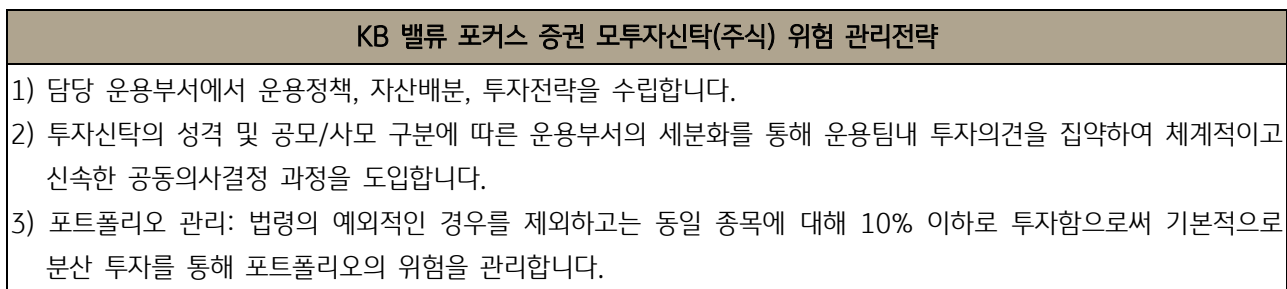 KB 밸류 포커스 증권 모투자신탁(주식) 위험 관리전략
1) 담당 운용부서에서 운용정책, 자산배분, 투자전략을 수립합니다.
2) 투자신탁의 성격 및 공모/사모 구분에 따른 운용부서의 세분화를 통해 운용팀내 투자의견을 집약하여 체계적이고
신속한 공동의사결정 과정을 도입합니다.
3) 포트폴리오 관리: 법령의 예외적인 경우를 제외하고는 동일 종목에 대해 10% 이하로 투자함으로써 기본적으로
분산 투자를 통해 포트폴리오의 위험을 관리합니다.